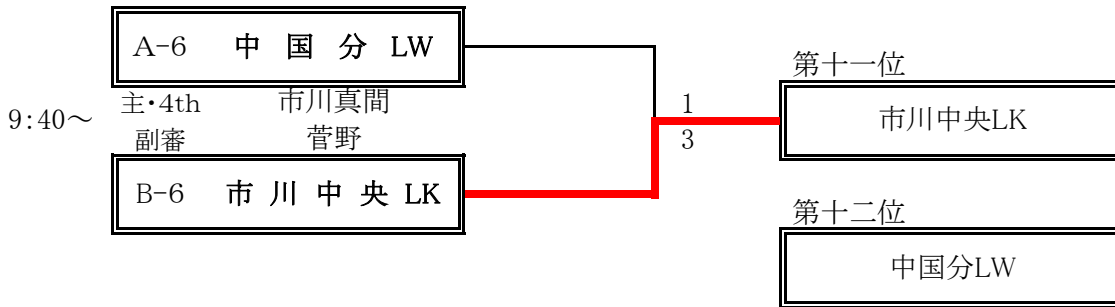 A-6 中国分 LW
第十一位
9:40～
主・4th 市川真間
1
市川中央LK
副審 菅野
3
B-6 市川中央 LK
第十二位
中国分LW